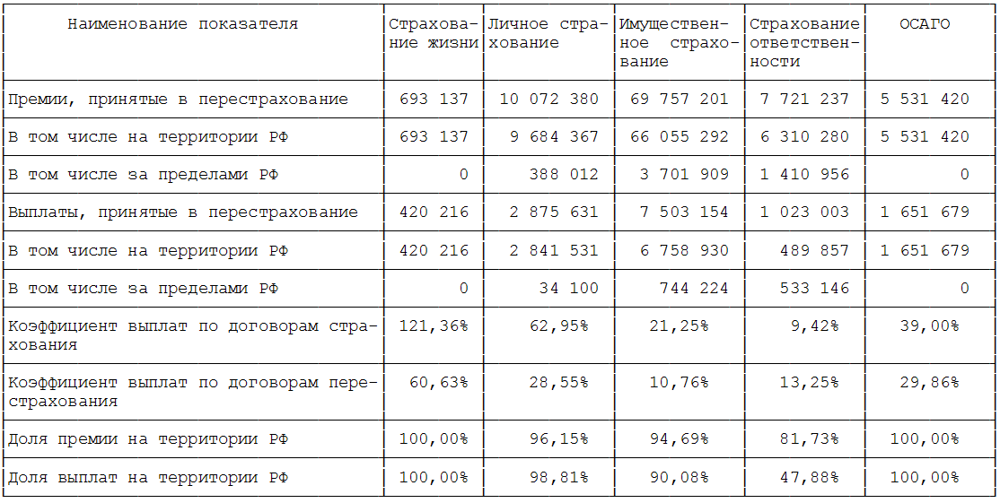 Наименование показателя Страхова- Личное стра- Имуществен- Страхование ОСАГО
ние жизни хование ное страхо- ответствен-
вание ности
Премии, принятые в перестрахование 693 137 10 072 380 69 757 201 7 721 237 5 531 420
В том числе на территории РФ 693 137 9 684 367 66 055 292 6 310 280 5 531 420
В том числе за пределами РФ 0 388 012 3 701 909 1 410 956 0
Выплаты, принятые в перестрахование 420 216 2 875 631 7 503 154 1 023 003 1 651 679
В том числе на территории РФ 420 216 2 841 531 6 758 930 489 857 1 651 679
В том числе за пределами РФ 0 34 100 744 224 533 146 0
Коэффициент выплат по договорам стра- 121,36% 62,95% 21,25% 9,42% 39,00%
хования
Коэффициент выплат по договорам пере- 60,63% 28,55% 10,76% 13,25% 29,86%
страхования
Доля премии на территории РФ 100,00% 96,15% 94,69% 81,73% 100,00%
Доля выплат на территории РФ 100,00% 98,81% 90,08% 47,88% 100,00%